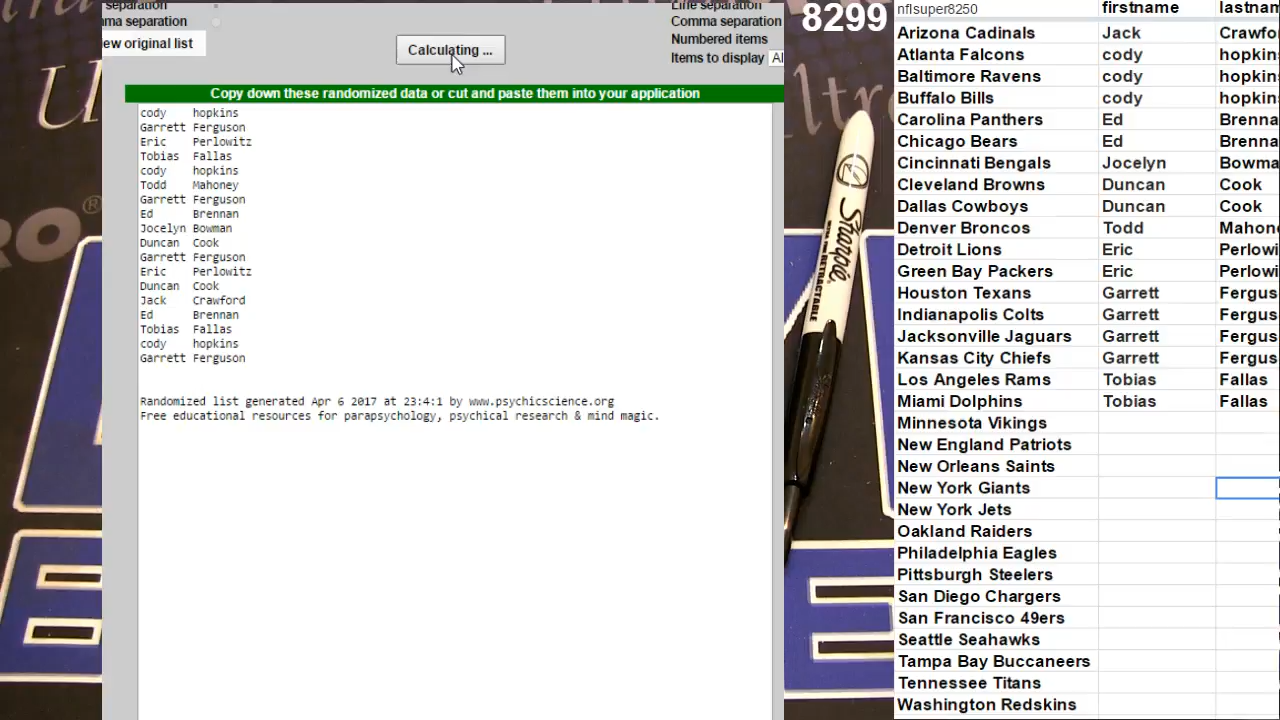 paration
Line separation
mma separation
Comma separation
ew original list
Calculating ...
Numbered items
Items to display
8299
Copy down these randomized data or cut and paste them into your application
cody hopkins
Garrett Ferguson
Eric Perlowitz
Tobias Fallas
cody hopkins
Todd Mahoney
Garrett Ferguson
Ed Brennan
Jocelyn Bowman
Duncan Cook
Garrett Ferguson
Eric Perlowitz
Duncan Cook
Jack Crawford
Ed Brennan
Tobias Fallas
cody hopkins
Garrett Ferguson
Randomized list generated Apr 6 2017 at 23:4:1 by www.psychicscience.org
Free educational resources for parapsychology, psychical research & mind magic.
Sharpie
RETRACTABLE
nflsuper8250 firstname lastnam
Arizona Cadinals Jack Crawfo
Atlanta Falcons cody hopkin
Baltimore Ravens cody hopkin
Buffalo Bills cody hopkin
Carolina Panthers Ed Brenna
Chicago Bears Ed Brenna
Cincinnati Bengals Jocelyn Bowma
Cleveland Browns Duncan Cook
Dallas Cowboys Duncan Cook
Denver Broncos Todd Mahone
Detroit Lions Eric Perlowi
Green Bay Packers Eric Perlowi
Houston Texans Garrett Fergus
Indianapolis Colts Garrett Fergus
Jacksonville Jaguars Garrett Fergus
Kansas City Chiefs Garrett Fergus
Los Angeles Rams Tobias Fallas
Miami Dolphins Tobias Fallas
Minnesota Vikings
New England Patriots
New Orleans Saints
New York Giants
New York Jets
Oakland Raiders
Philadelphia Eagles
Pittsburgh Steelers
San Diego Chargers
San Francisco 49ers
Seattle Seahawks
Tampa Bay Buccaneers
Tennessee Titans
Washington Redskins